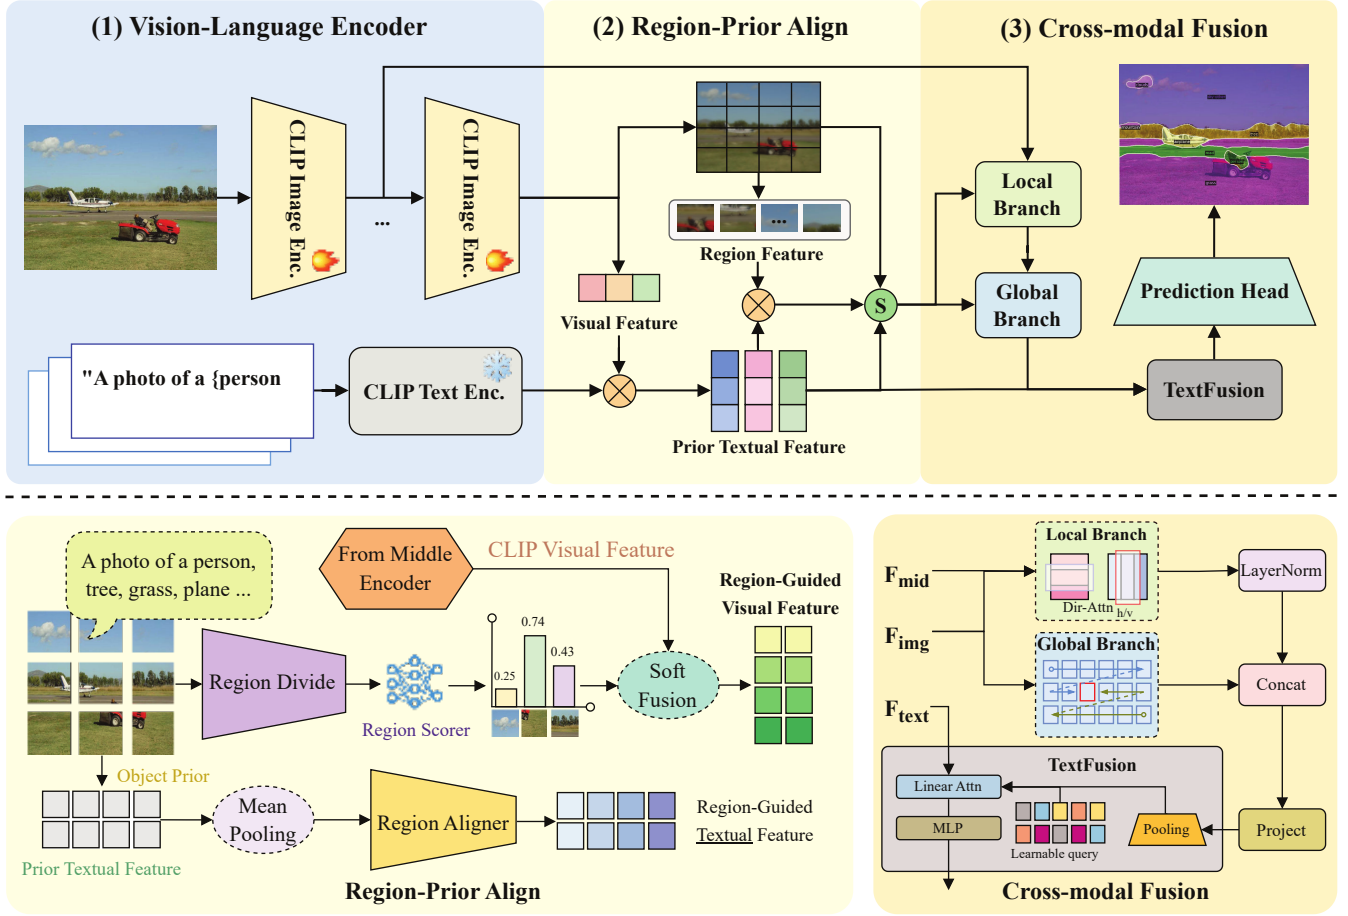 (1) Vision-Language Encoder
(2) Region-Prior Align
(3) Cross-modal Fusion
CLIP Image Enc.
...
CLIP Image Enc.
Visual Feature
"A photo of a {person
CLIP Text Enc.
...
Region Feature
S
Prior Textual Feature
Local
Branch
Global
Branch
Prediction Head
TextFusion
A photo of a person,
tree, grass, plane ...
From Middle
Encoder
CLIP Visual Feature
Region-Guided
Visual Feature
Region Divide
Region Scorer
0.25
0.74
0.43
Soft
Fusion
Object Prior
Prior Textual Feature
Mean
Pooling
Region Aligner
Region-Guided
Textual Feature
Region-Prior Align
Fmid
Fimg
Ftext
Local Branch
Dir-Attn h/v
Global Branch
LayerNorm
Concat
Project
TextFusion
Linear Attn
MLP
Learnable query
Pooling
Cross-modal Fusion